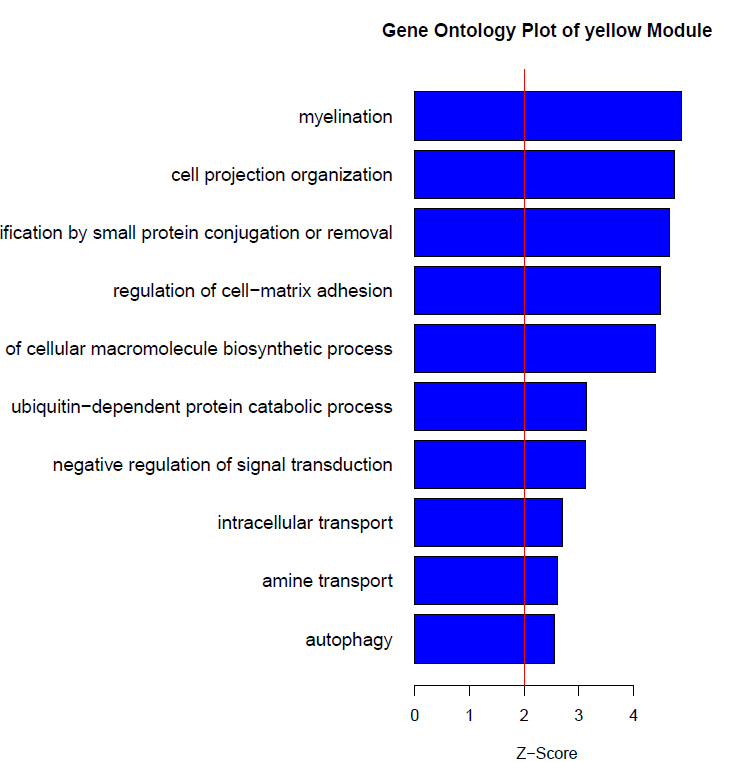 Gene Ontology Plot of yellow Module
myelination
cell projection organization
ification by small protein conjugation or removal
regulation of cell−matrix adhesion
of cellular macromolecule biosynthetic process
ubiquitin−dependent protein catabolic process
negative regulation of signal transduction
intracellular transport
amine transport
autophagy
0 1 2 3 4
Z−Score